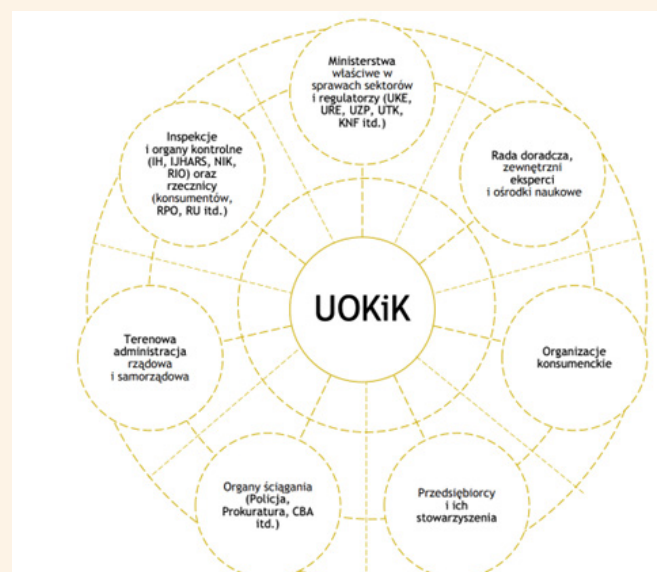 Ministerstwa
właściwe w
sprawach sektorów
i regulatorzy (UKE,
URE, UZP, UTK,
KNF itd.)
Inspekcje
i organy kontrolne
(IH, IJHARS, NIK,
RIO) oraz
rzecznicy
(konsumentów,
RPO, RU itd.)
Rada doradcza,
zewnętrzni
eksperci
i ośrodki naukowe
UOKiK
Terenowa
administracja
rządowa
i samorządowa
Organizacje
konsumenckie
Organy ściągania
(Policja,
Prokuratura, CBA
itd.)
Przedsiębiorcy
i ich
stowarzyszenia